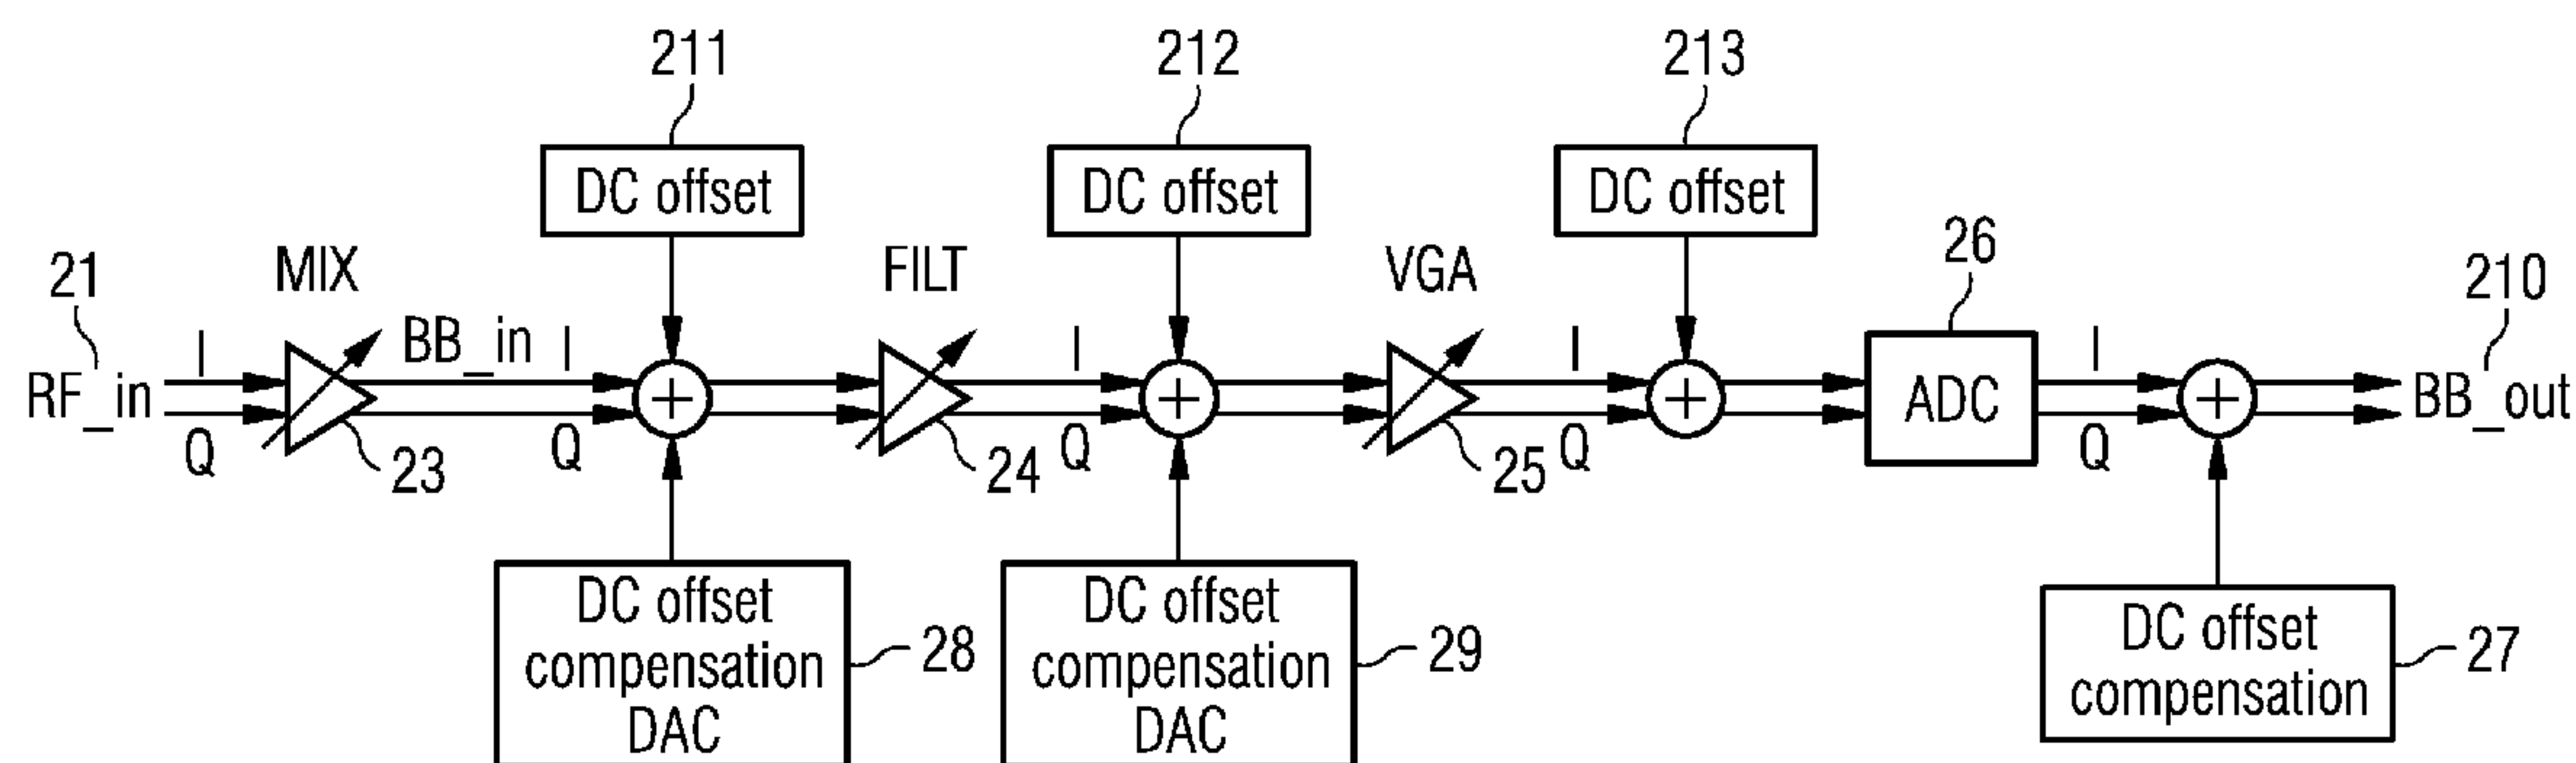 211
212
213
DC offset
DC offset
DC offset
21
MIX
FILT
VGA
26
210
RF_in
I
Q
BB_in
I
Q
23
I
Q
24
I
Q
25
ADC
I
Q
BB_out
DC offset
compensation
DAC
28
DC offset
compensation
DAC
29
DC offset
compensation
27